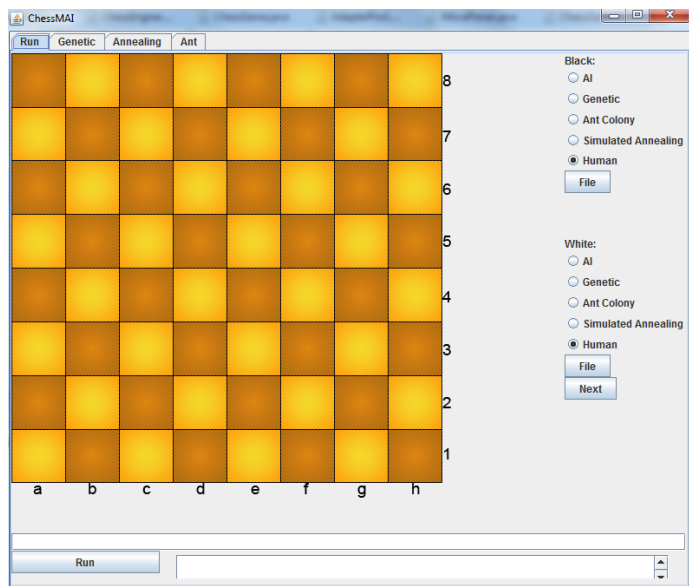 ChessMAI
Run Genetic Annealing Ant
8
7
6
5
4
3
2
1
a b c d e f g h
Black:
AI
Genetic
Ant Colony
Simulated Annealing
Human
File
White:
AI
Genetic
Ant Colony
Simulated Annealing
Human
File
Next
Run